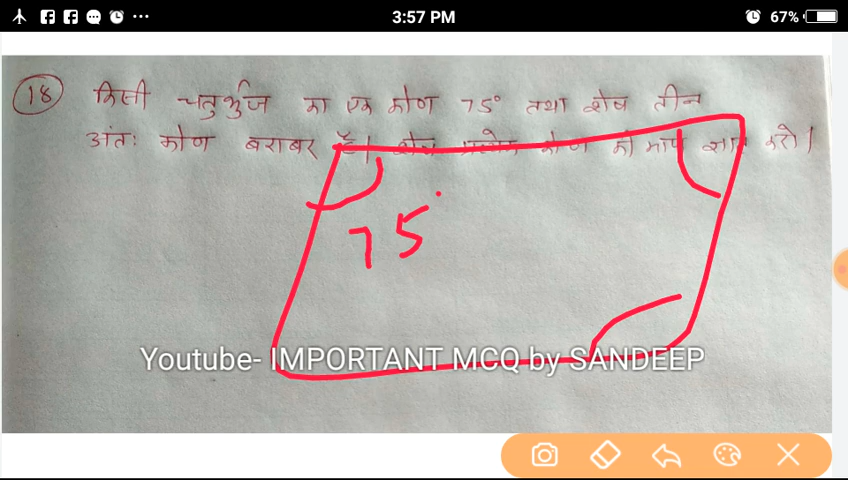 3:57 PM
67%
18 किसी चतुर्भुज का एक कोण 75° तथा शेष तीन
अंतः कोण बराबर हैं। शेष प्रत्येक कोण की माप ज्ञात करो।
75°
Youtube- IMPORTANT MCQ by SANDEEP